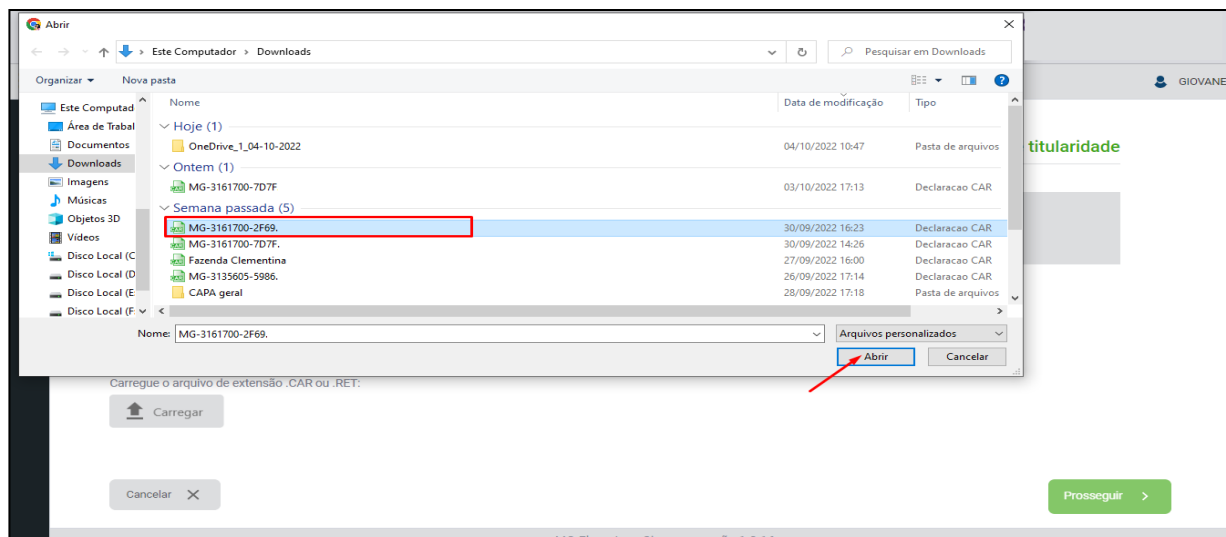 Abrir
Este Computador > Downloads
Pesquisar em Downloads
Organizar Nova pasta
GIOVANE
Este Computad
Área de Trabal
Documentos
Downloads
Imagens
Músicas
Objetos 3D
Vídeos
Disco Local (C
Disco Local (D
Disco Local (E:
Disco Local (F:
Nome Data de modificação Tipo
Hoje (1)
OneDrive_1_04-10-2022 04/10/2022 10:47 Pasta de arquivos
Ontem (1)
MG-3161700-7D7F 03/10/2022 17:13 Declaracao CAR
Semana passada (5)
MG-3161700-2F69. 30/09/2022 16:23 Declaracao CAR
MG-3161700-7D7F. 30/09/2022 14:26 Declaracao CAR
Fazenda Clementina 27/09/2022 16:00 Declaracao CAR
MG-3135605-5986. 26/09/2022 17:14 Declaracao CAR
CAPA geral 28/09/2022 17:18 Pasta de arquivos
titularidade
Nome: MG-3161700-2F69. Arquivos personalizados
Abrir Cancelar
Carregue o arquivo de extensão .CAR ou .RET:
Carregar
Cancelar
Prosseguir